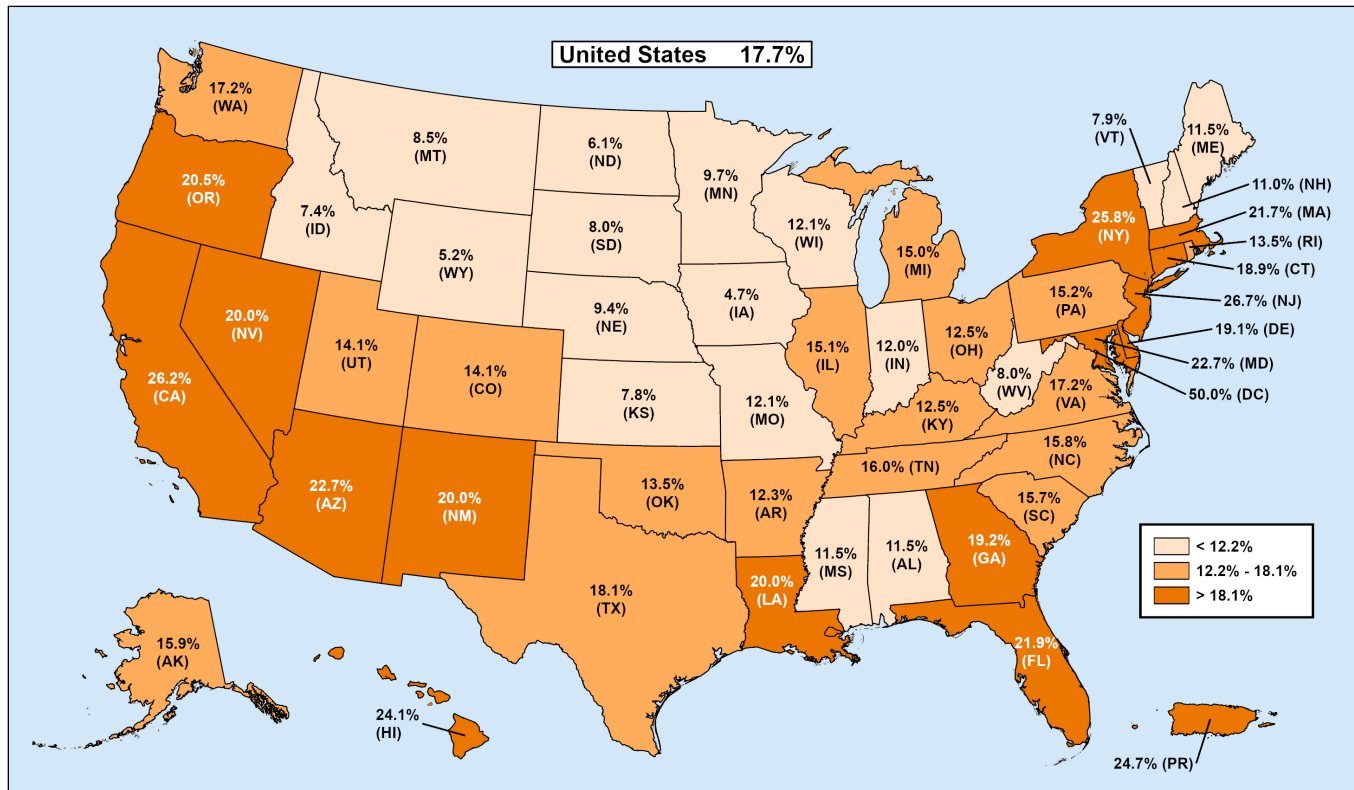 United States 17.7%
17.2%
(WA)
20.5%
(OR)
26.2%
(CA)
20.0%
(NV)
7.4%
(ID)
8.5%
(MT)
5.2%
(WY)
14.1%
(UT)
14.1%
(CO)
22.7%
(AZ)
20.0%
(NM)
6.1%
(ND)
8.0%
(SD)
9.4%
(NE)
7.8%
(KS)
13.5%
(OK)
18.1%
(TX)
9.7%
(MN)
4.7%
(IA)
12.1%
(MO)
12.3%
(AR)
20.0%
(LA)
12.1%
(WI)
15.1%
(IL)
15.0%
(MI)
12.0%
(IN)
12.5%
(OH)
12.5%
(KY)
16.0% (TN)
11.5%
(MS)
11.5%
(AL)
19.2%
(GA)
21.9%
(FL)
15.7%
(SC)
15.8%
(NC)
17.2%
(VA)
8.0%
(WV)
15.2%
(PA)
25.8%
(NY)
7.9%
(VT)
11.5%
(ME)
11.0% (NH)
21.7% (MA)
13.5% (RI)
18.9% (CT)
26.7% (NJ)
19.1% (DE)
22.7% (MD)
50.0% (DC)
15.9%
(AK)
24.1%
(HI)
24.7% (PR)
< 12.2%
12.2% - 18.1%
> 18.1%